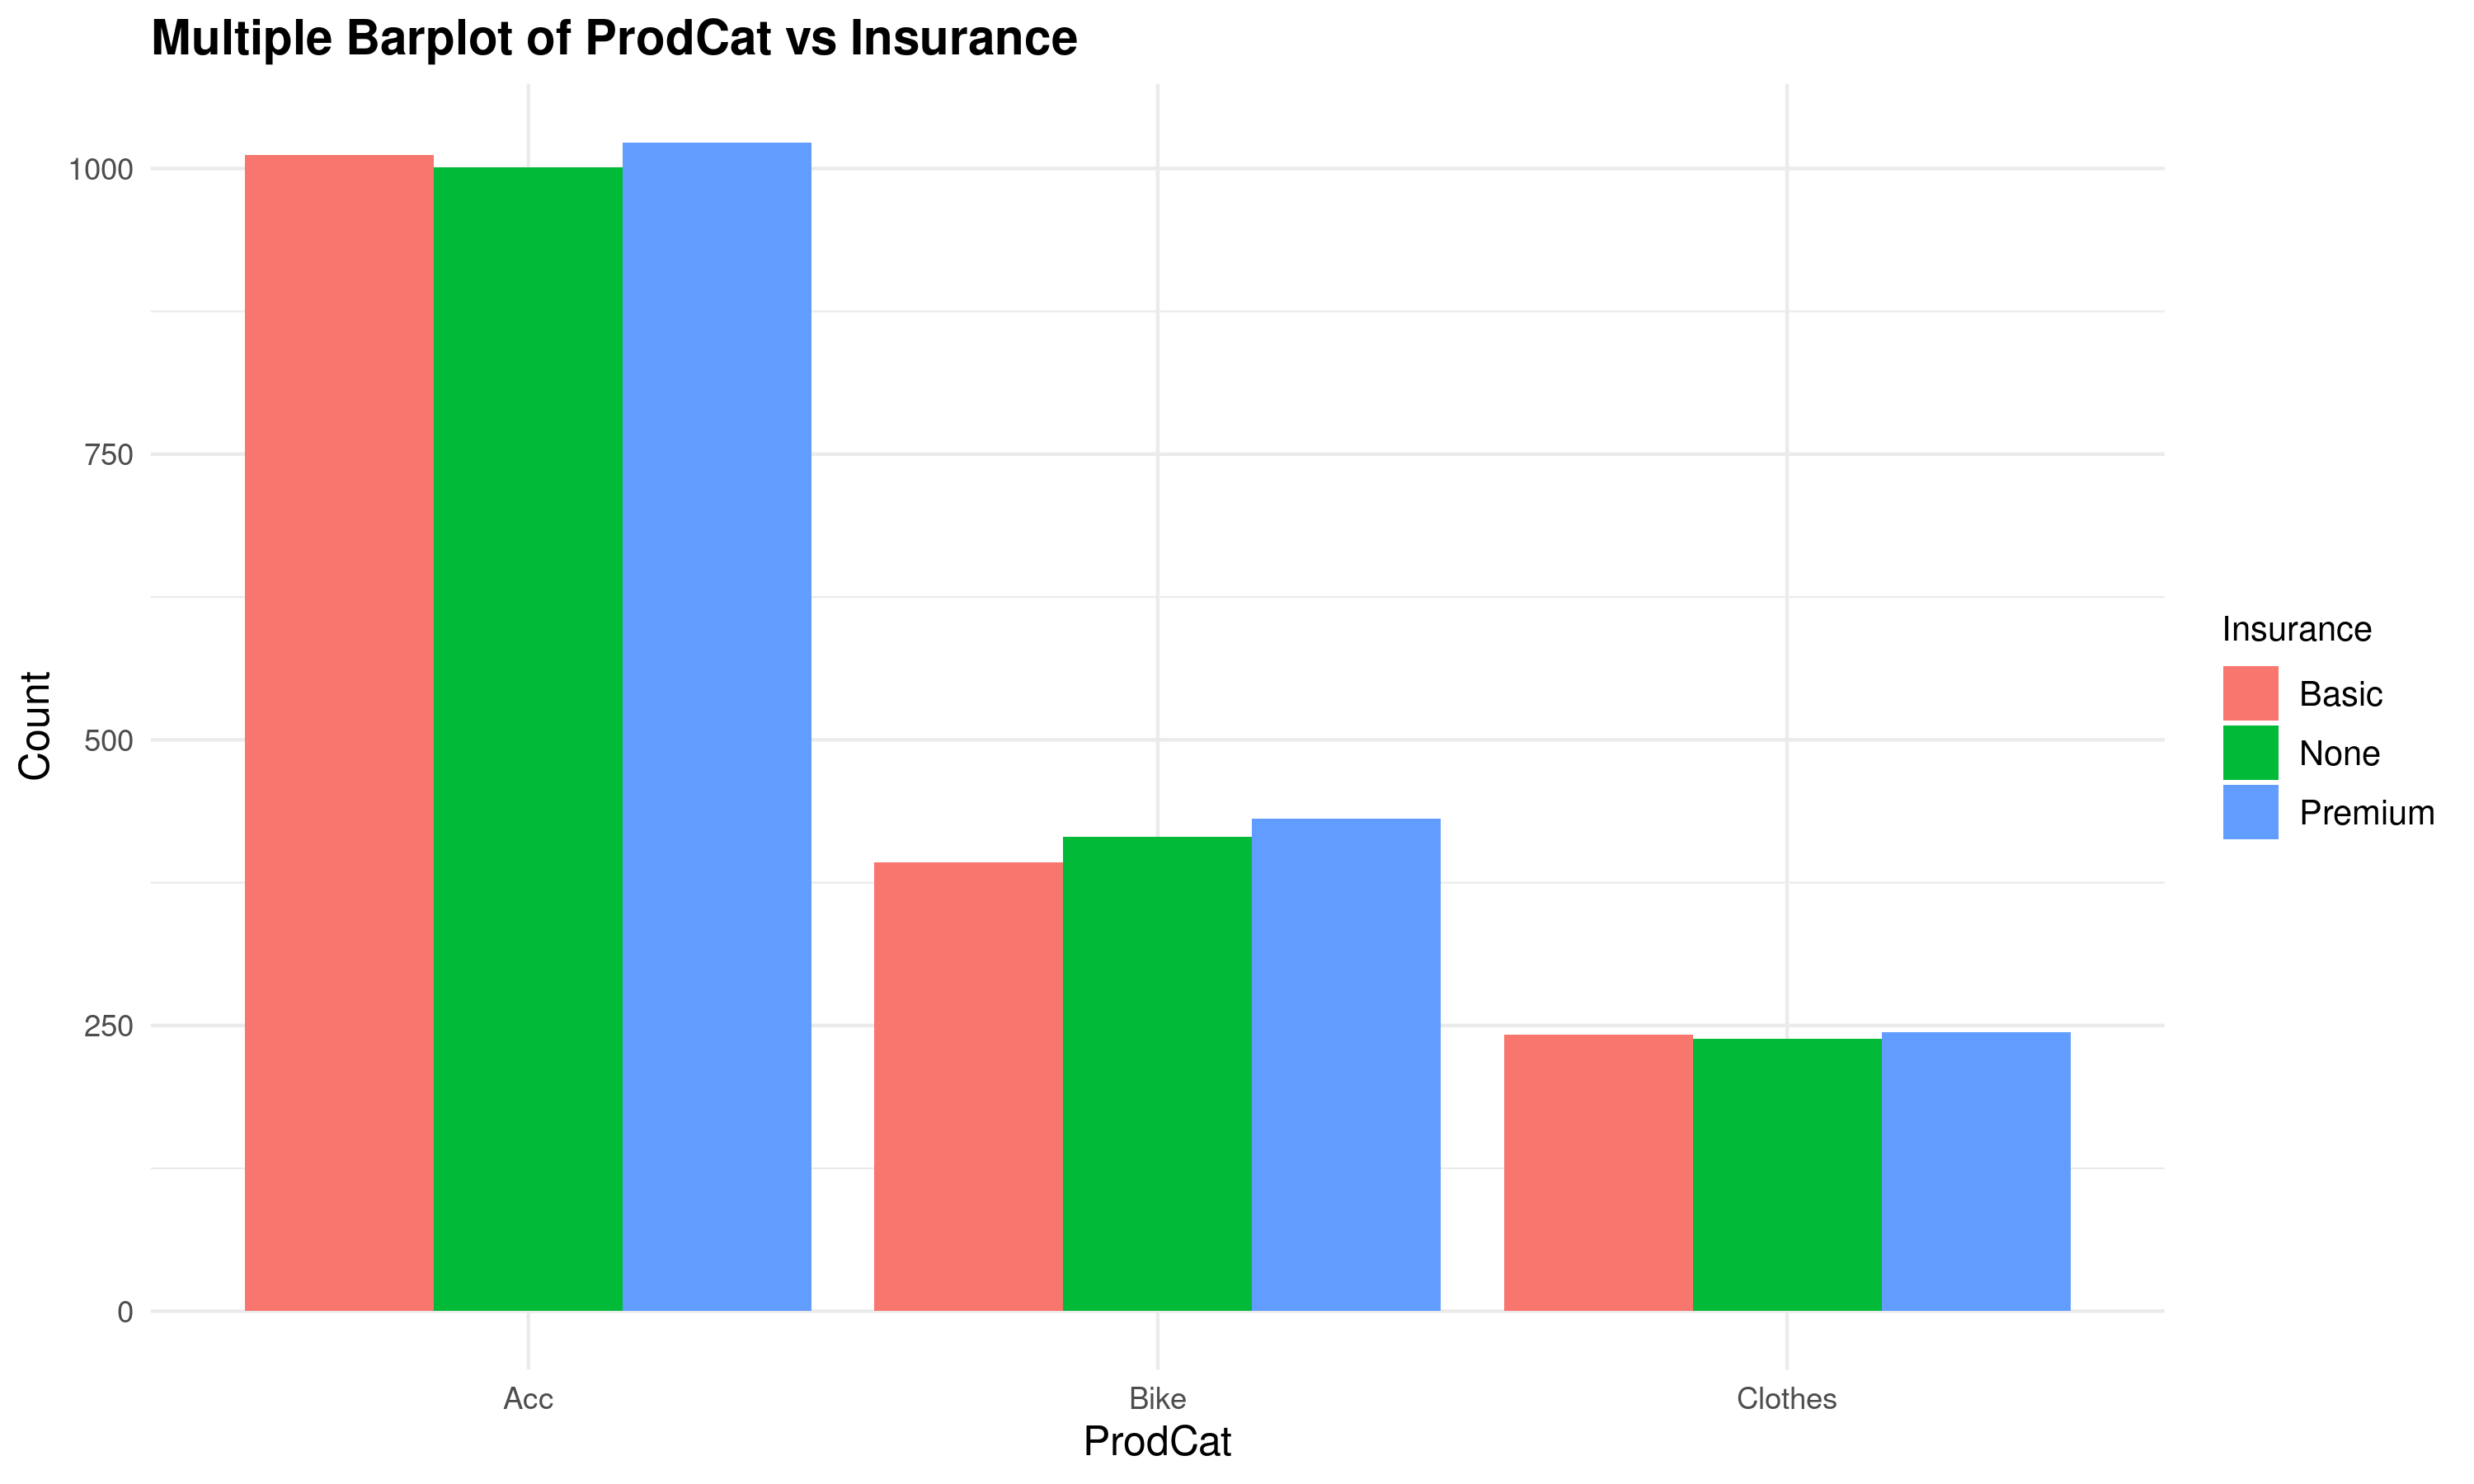 Multiple Barplot of ProdCat vs Insurance
1000
750
500
250
0
Count
Acc
Bike
Clothes
ProdCat
Insurance
Basic
None
Premium